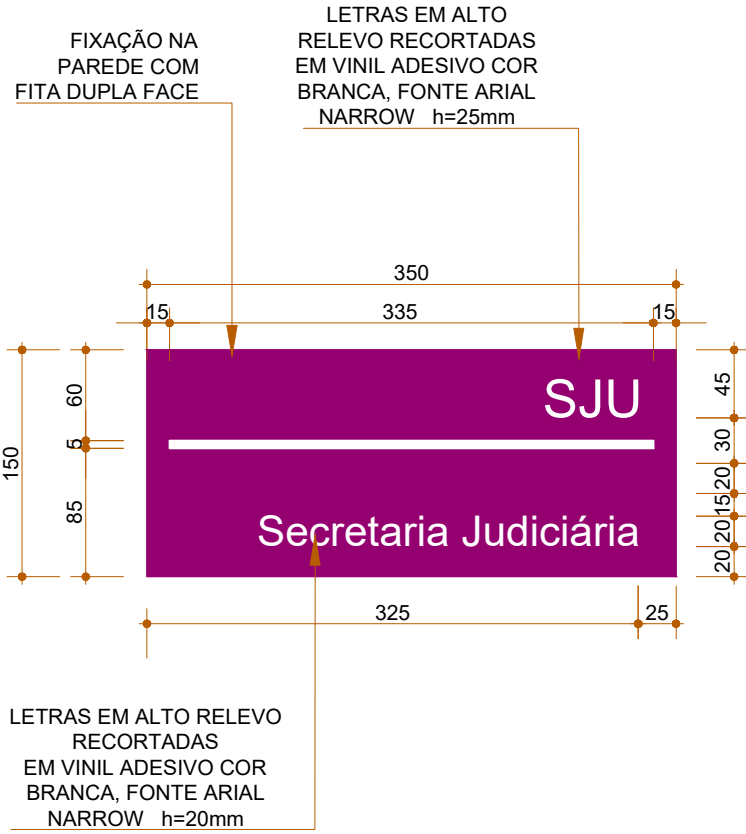 FIXAÇÃO NA
PAREDE COM
FITA DUPLA FACE
LETRAS EM ALTO
RELEVO RECORTADAS
EM VINIL ADESIVO COR
BRANCA, FONTE ARIAL
NARROW h=25mm
350
15 335 15
150
60
5
85
45
30
20
15
20
20
SJU
Secretaria Judiciária
325 25
LETRAS EM ALTO RELEVO
RECORTADAS
EM VINIL ADESIVO COR
BRANCA, FONTE ARIAL
NARROW h=20mm